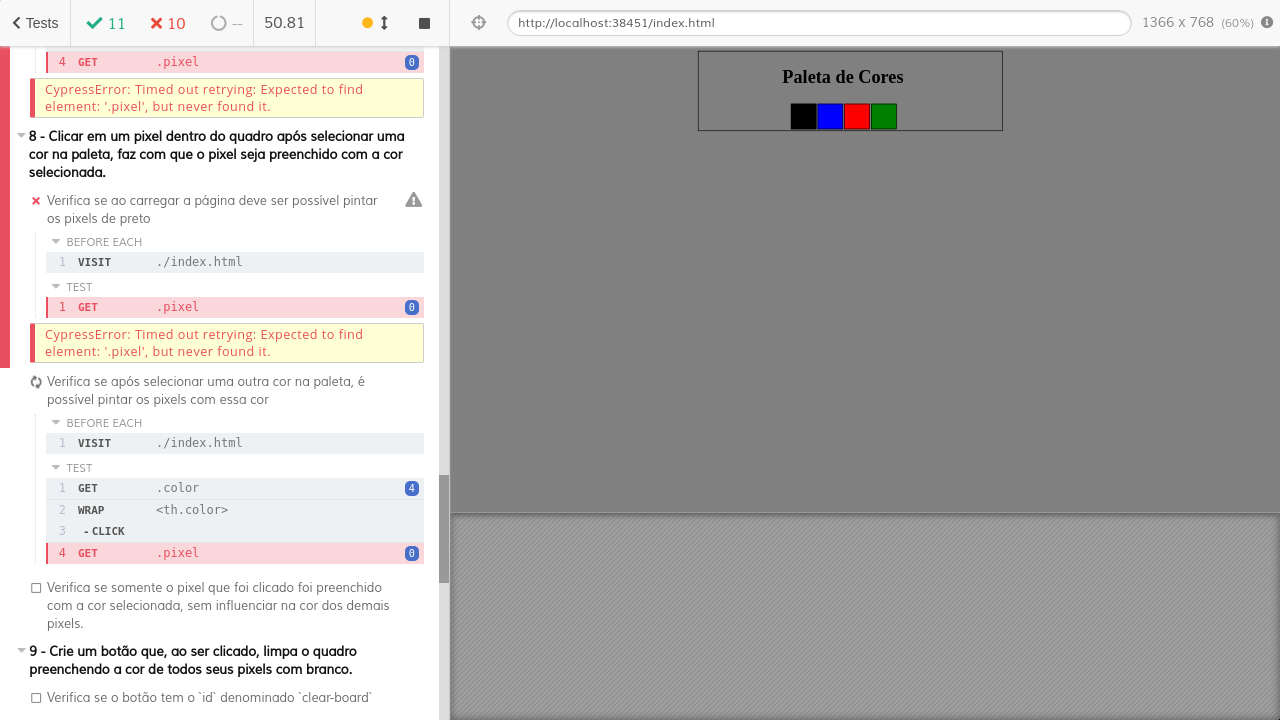 Tests 11 10 -- 50.81
http://localhost:38451/index.html 1366 x 768 (60%)
4 GET .pixel 0
CypressError: Timed out retrying: Expected to find
element: '.pixel', but never found it.
8 - Clicar em um pixel dentro do quadro após selecionar uma
cor na paleta, faz com que o pixel seja preenchido com a cor
selecionada.
Verifica se ao carregar a página deve ser possível pintar
os pixels de preto
BEFORE EACH
1 VISIT ./index.html
TEST
1 GET .pixel 0
CypressError: Timed out retrying: Expected to find
element: '.pixel', but never found it.
Verifica se após selecionar uma outra cor na paleta, é
possível pintar os pixels com essa cor
BEFORE EACH
1 VISIT ./index.html
TEST
1 GET .color 4
2 WRAP <th.color>
3 - CLICK
4 GET .pixel 0
Verifica se somente o pixel que foi clicado foi preenchido
com a cor selecionada, sem influenciar na cor dos demais
pixels.
9 - Crie um botão que, ao ser clicado, limpa o quadro
preenchendo a cor de todos seus pixels com branco.
Verifica se o botão tem o `id` denominado `clear-board`
Paleta de Cores